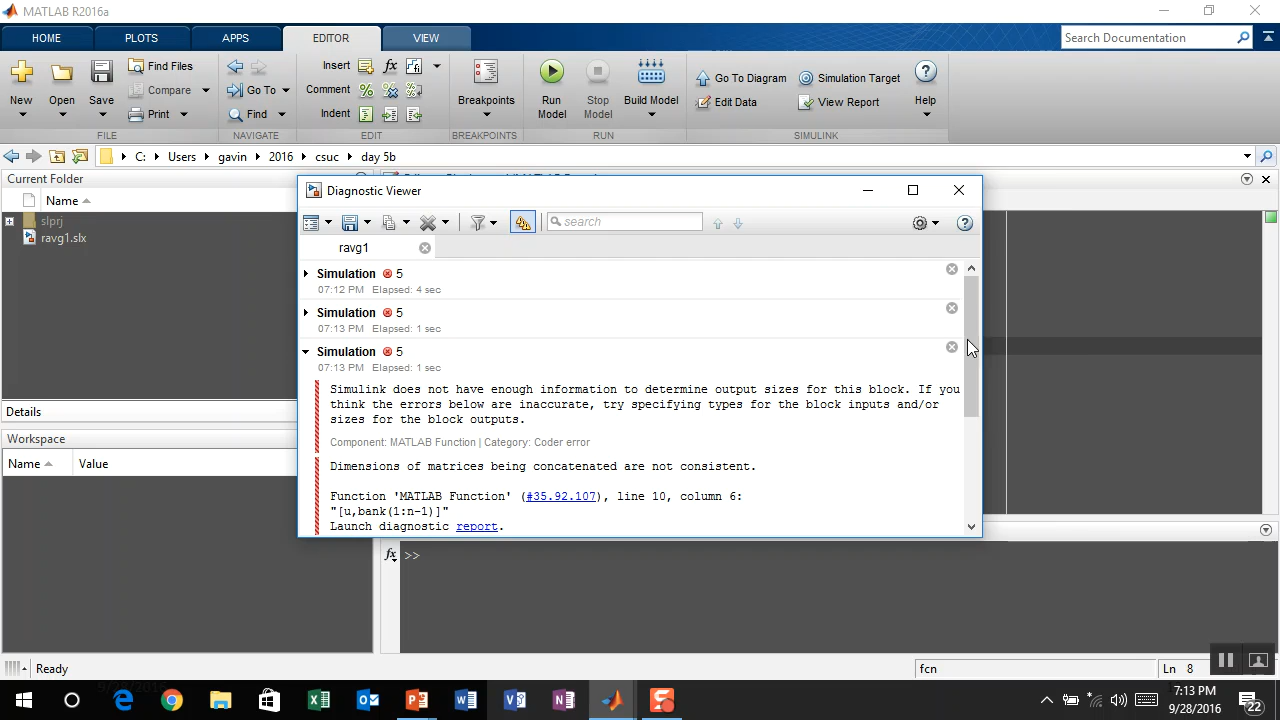 MATLAB R2016a
HOME PLOTS APPS EDITOR VIEW
Search Documentation
New Open Save
Find Files
Compare
Print
FILE
Go To
Find
NAVIGATE
Insert fx
Comment
Indent
EDIT
Breakpoints
BREAKPOINTS
Run Model
Stop Model
Build Model
RUN
Go To Diagram Simulation Target
Edit Data View Report
SIMULINK
Help
C: Users gavin 2016 csuc day 5b
Current Folder
Name
slprj
ravg1.slx
Details
Workspace
Name Value
Diagnostic Viewer
search
ravg1
Simulation 5
07:12 PM Elapsed: 4 sec
Simulation 5
07:13 PM Elapsed: 1 sec
Simulation 5
07:13 PM Elapsed: 1 sec
Simulink does not have enough information to determine output sizes for this block. If you
think the errors below are inaccurate, try specifying types for the block inputs and/or
sizes for the block outputs.
Component: MATLAB Function | Category: Coder error
Dimensions of matrices being concatenated are not consistent.
Function 'MATLAB Function' (#35.92.107), line 10, column 6:
"[u,bank(1:n-1)]"
Launch diagnostic report.
fx >>
Ready
fcn
Ln 8
7:13 PM
9/28/2016
22